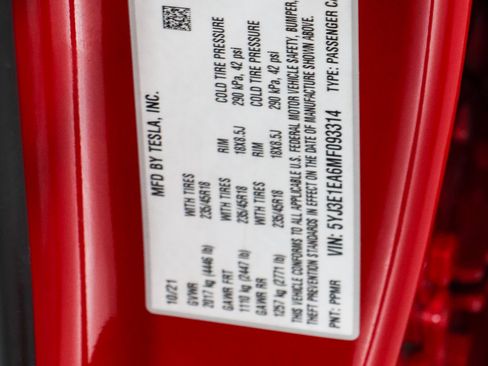 MFD BY TESLA, INC.
10/21
GVWR
2017 kg (4446 lb)
GAWR FRT WITH TIRES RIM COLD TIRE PRESSURE
1110 kg (2447 lb) 235/45R18 18X8.5J 290 kPa, 42 psi
GAWR RR WITH TIRES RIM COLD TIRE PRESSURE
1257 kg (2771 lb) 235/45R18 18X8.5J 290 kPa, 42 psi
THIS VEHICLE CONFORMS TO ALL APPLICABLE U.S. FEDERAL MOTOR VEHICLE SAFETY, BUMPER,
THEFT PREVENTION STANDARDS IN EFFECT ON THE DATE OF MANUFACTURE SHOWN ABOVE.
VIN: 5YJ3E1EA6MF093314 TYPE: PASSENGER
PNT: PPMR